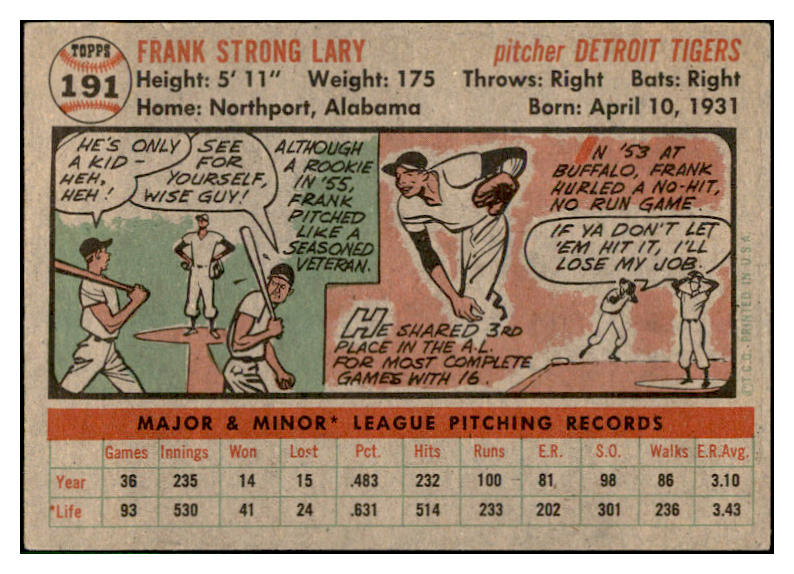 TOPPS
191
FRANK STRONG LARY
pitcher DETROIT TIGERS
Height: 5' 11" Weight: 175 Throws: Right Bats: Right
Home: Northport, Alabama Born: April 10, 1931
HE'S ONLY
A KID-
HEH,
HEH!
SEE
FOR
YOURSELF,
WISE GUY!
ALTHOUGH
A ROOKIE
IN '55,
FRANK
PITCHED
LIKE A
SEASONED
VETERAN.
HE SHARED 3RD
PLACE IN THE A.L.
FOR MOST COMPLETE
GAMES WITH 16.
IN '53 AT
BUFFALO, FRANK
HURLED A NO-HIT,
NO RUN GAME.
IF YA DON'T LET
'EM HIT IT, I'LL
LOSE MY JOB.
©T.C.G. PRINTED IN U.S.A.
MAJOR & MINOR* LEAGUE PITCHING RECORDS
Games Innings Won Lost Pct. Hits Runs E.R. S.O. Walks E.R.Avg.
Year 36 235 14 15 .483 232 100 81 98 86 3.10
*Life 93 530 41 24 .631 514 233 202 301 236 3.43